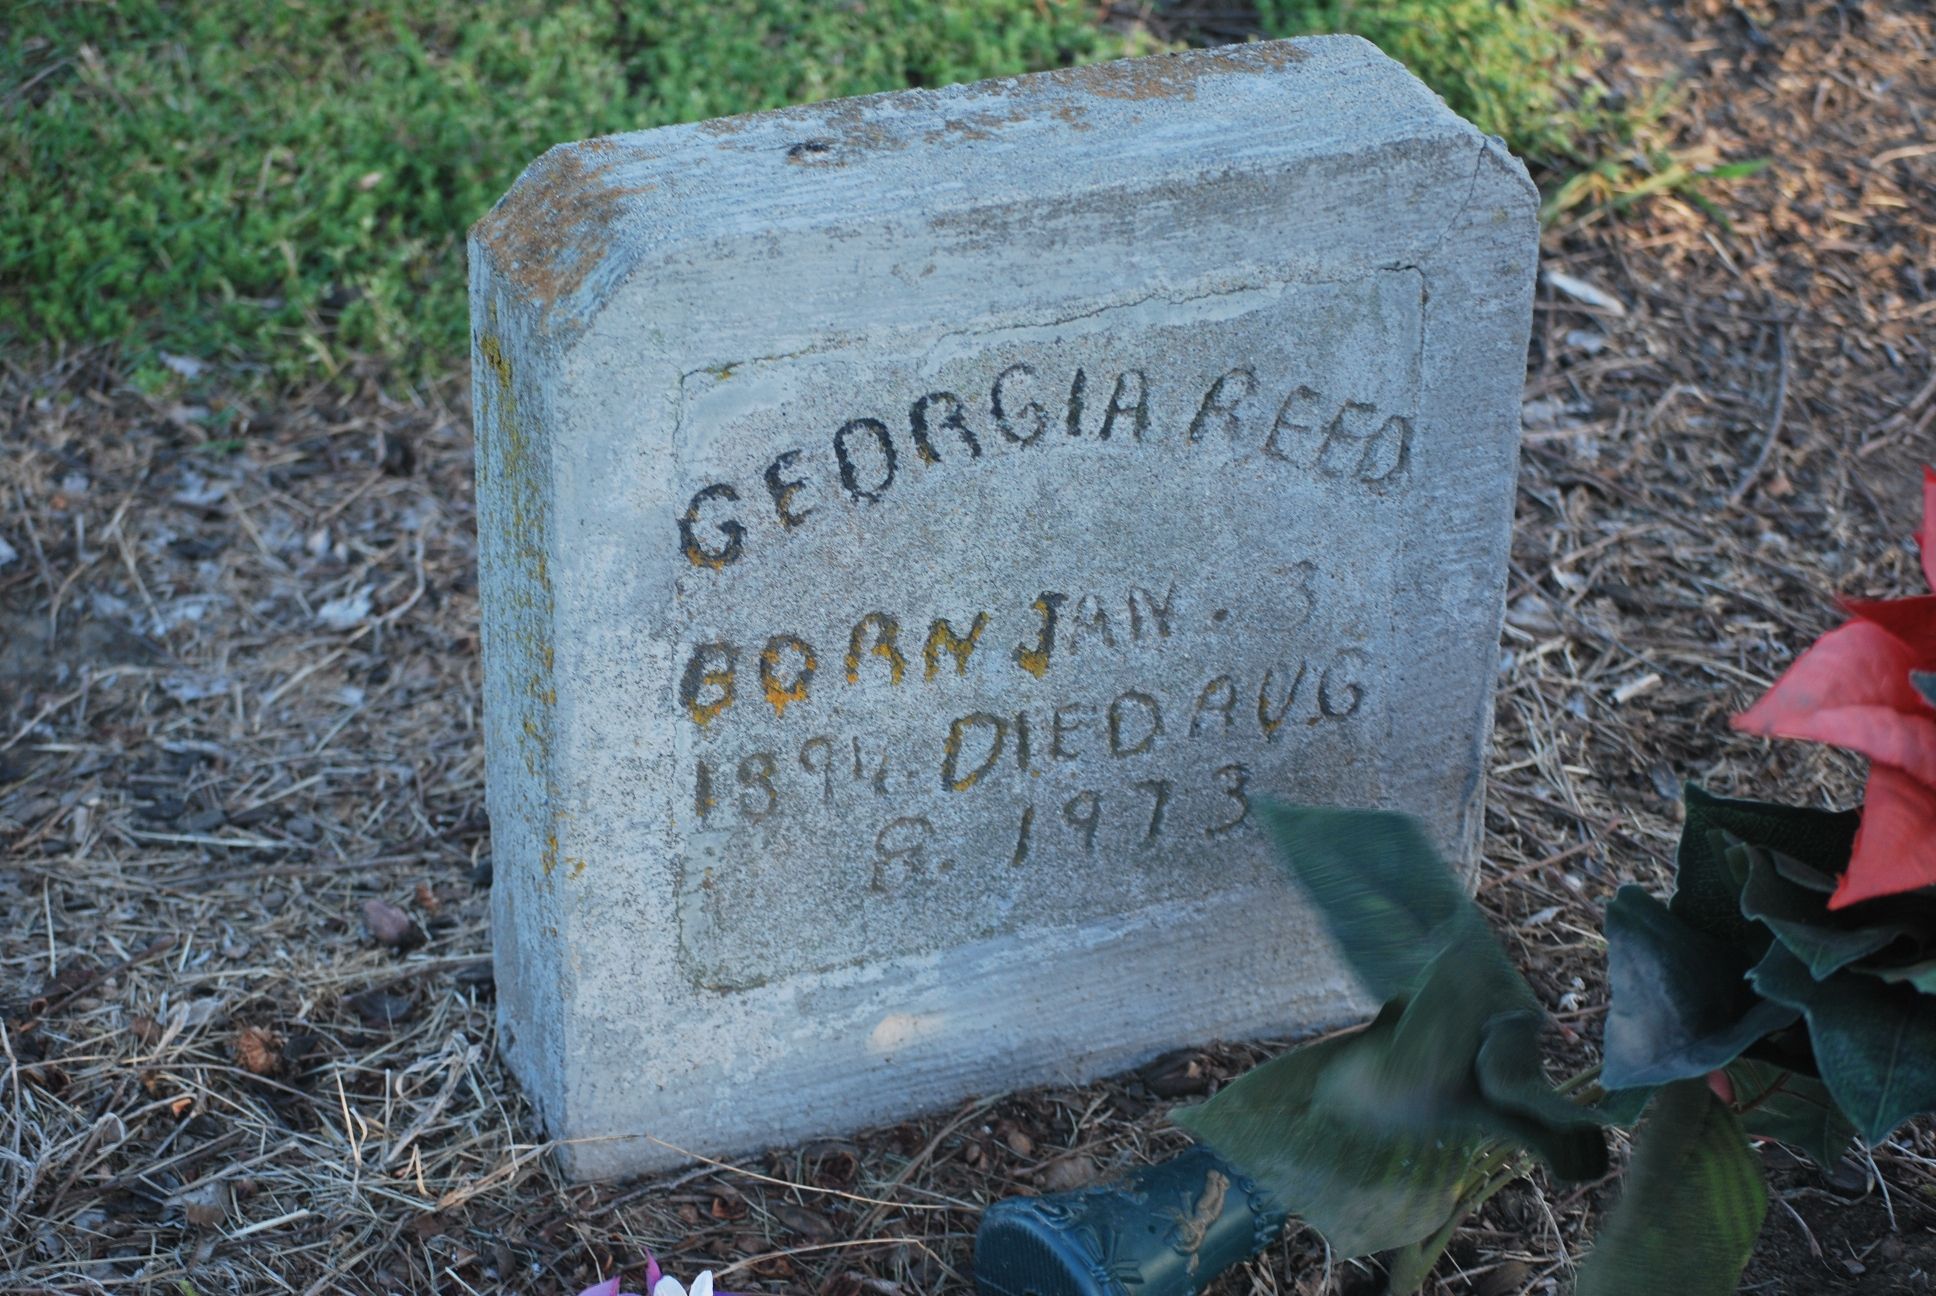 GEORGIA REED
BORN JAN. 3
1894. DIED AUG
8. 1973